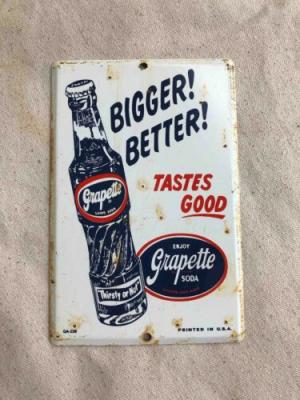 BIGGER!
BETTER!
TASTES
GOOD
Grapette
Thirsty or Not
ENJOY
Grapette
SODA
PRINTED IN U.S.A.